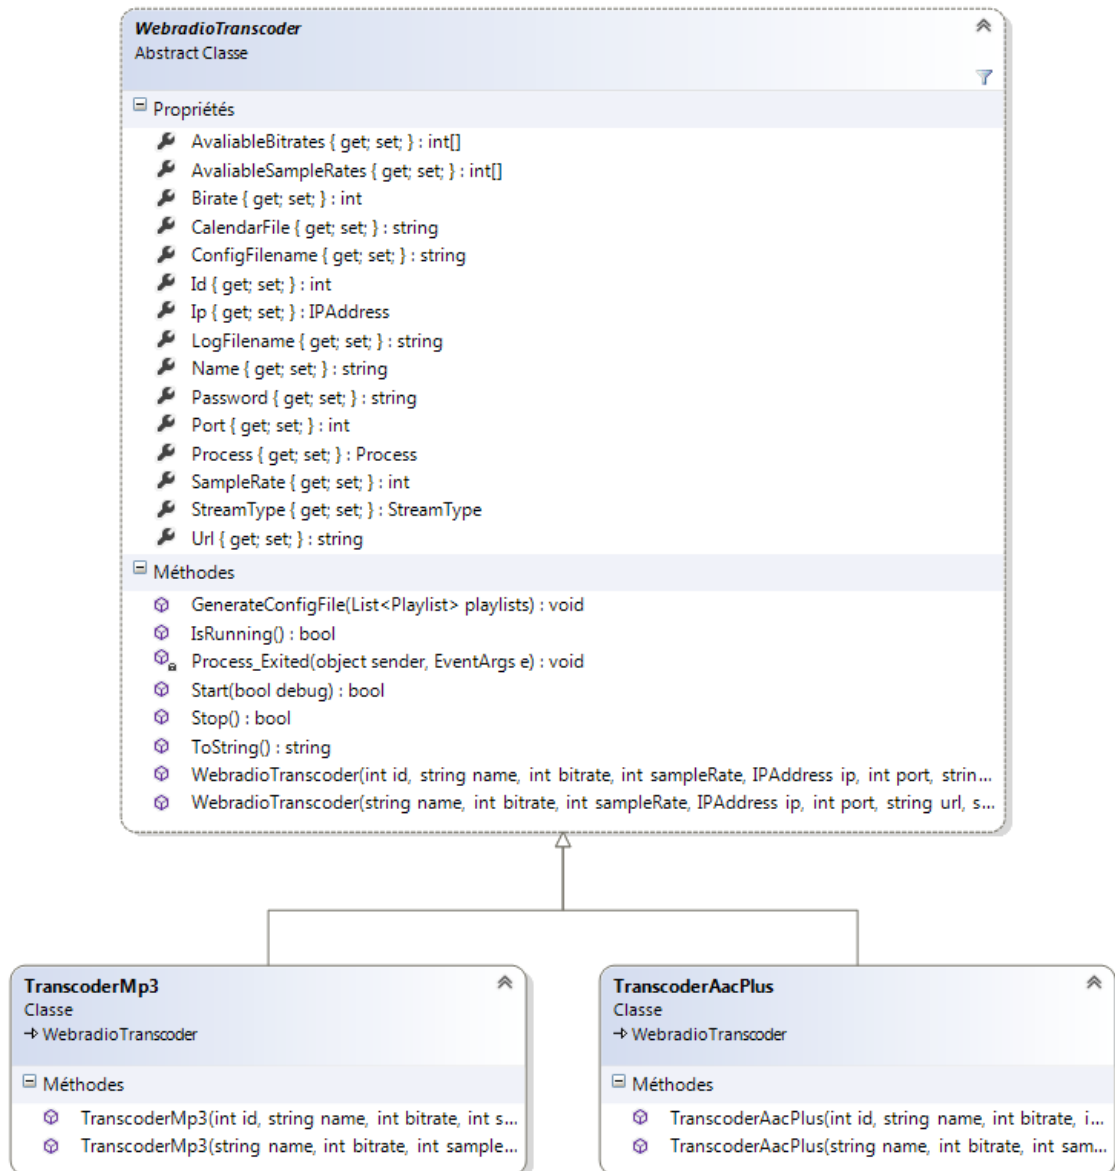 WebradioTranscoder
Abstract Classe
Propriétés
AvaliableBitrates { get; set; } : int[]
AvaliableSampleRates { get; set; } : int[]
Birate { get; set; } : int
CalendarFile { get; set; } : string
ConfigFilename { get; set; } : string
Id { get; set; } : int
Ip { get; set; } : IPAddress
LogFilename { get; set; } : string
Name { get; set; } : string
Password { get; set; } : string
Port { get; set; } : int
Process { get; set; } : Process
SampleRate { get; set; } : int
StreamType { get; set; } : StreamType
Url { get; set; } : string
Méthodes
GenerateConfigFile(List<Playlist> playlists) : void
IsRunning() : bool
Process_Exited(object sender, EventArgs e) : void
Start(bool debug) : bool
Stop() : bool
ToString() : string
WebradioTranscoder(int id, string name, int bitrate, int sampleRate, IPAddress ip, int port, strin...
WebradioTranscoder(string name, int bitrate, int sampleRate, IPAddress ip, int port, string url, s...
TranscoderMp3
Classe
WebradioTranscoder
Méthodes
TranscoderMp3(int id, string name, int bitrate, int s...
TranscoderMp3(string name, int bitrate, int sample...
TranscoderAacPlus
Classe
WebradioTranscoder
Méthodes
TranscoderAacPlus(int id, string name, int bitrate, i...
TranscoderAacPlus(string name, int bitrate, int sam...